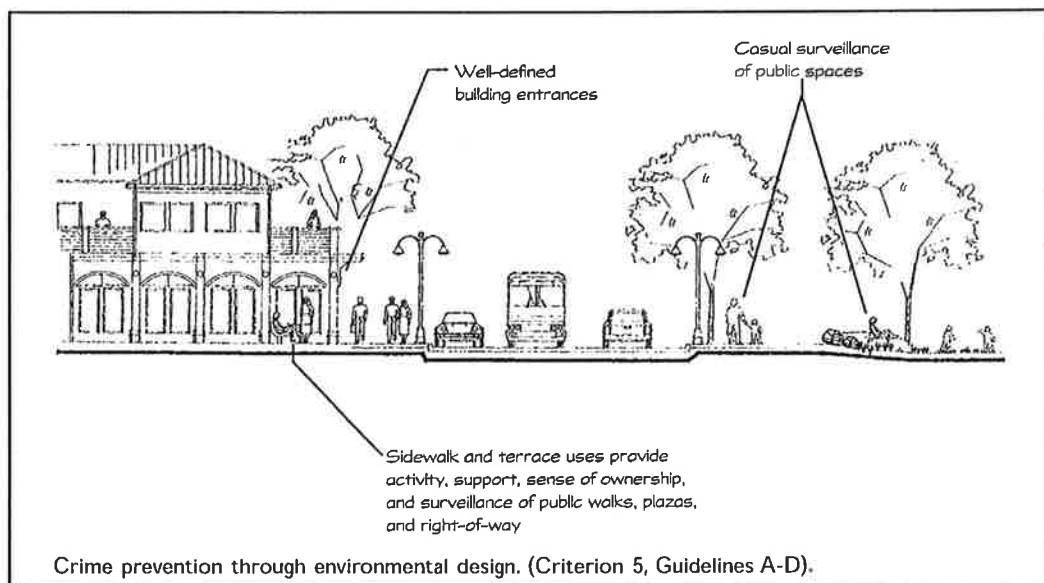 Well-defined
building entrances
Casual surveillance
of public spaces
Sidewalk and terrace uses provide
activity, support, sense of ownership,
and surveillance of public walks, plazas,
and right-of-way
Crime prevention through environmental design. (Criterion 5, Guidelines A-D).